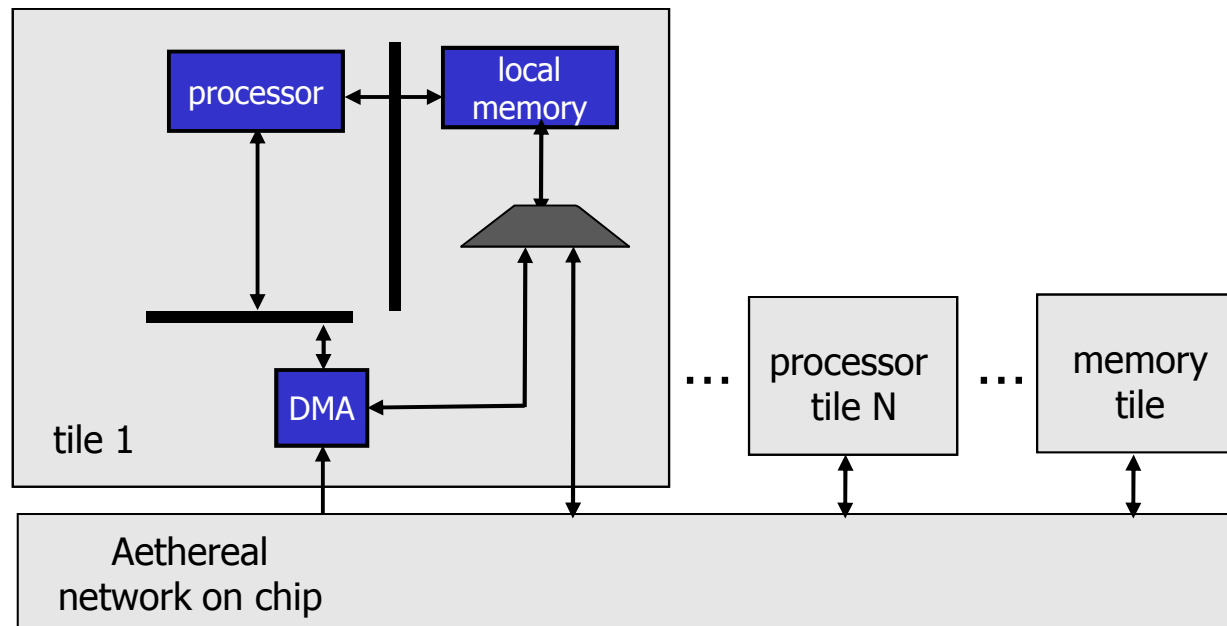 processor
local
memory
DMA
tile 1
...
processor
tile N
...
memory
tile
Aethereal
network on chip